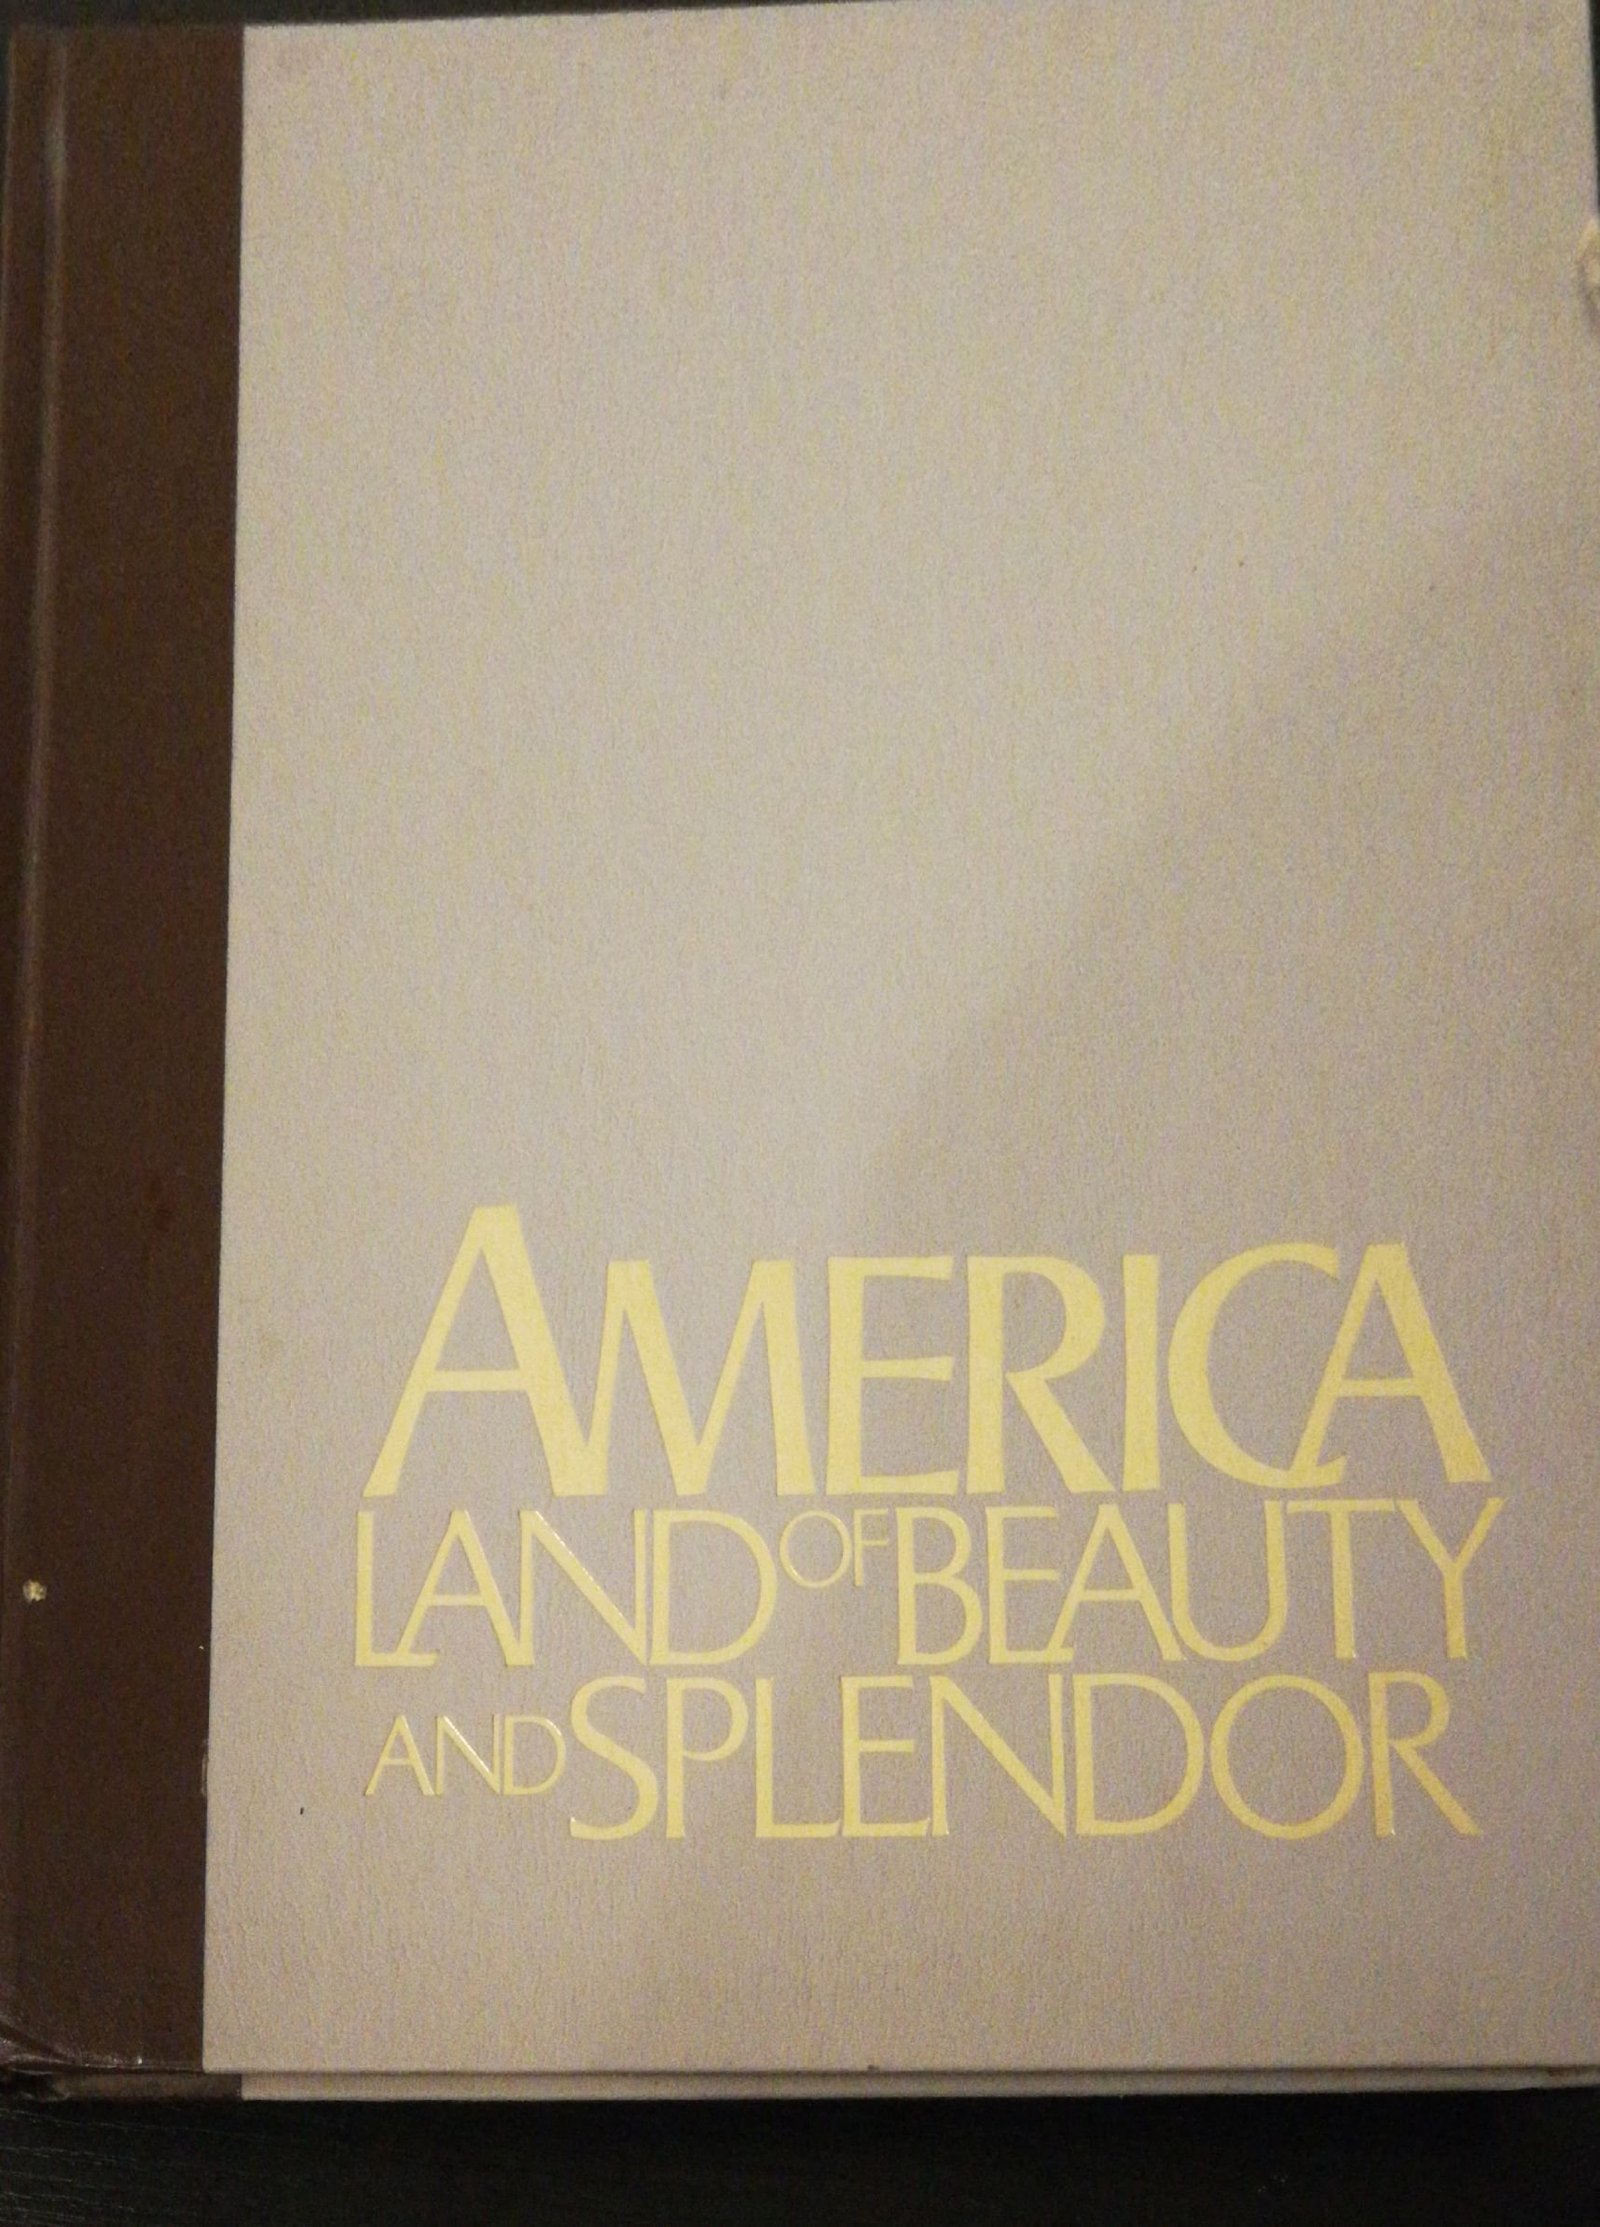 AMERICA
LAND OF BEAUTY
AND SPLENDOR